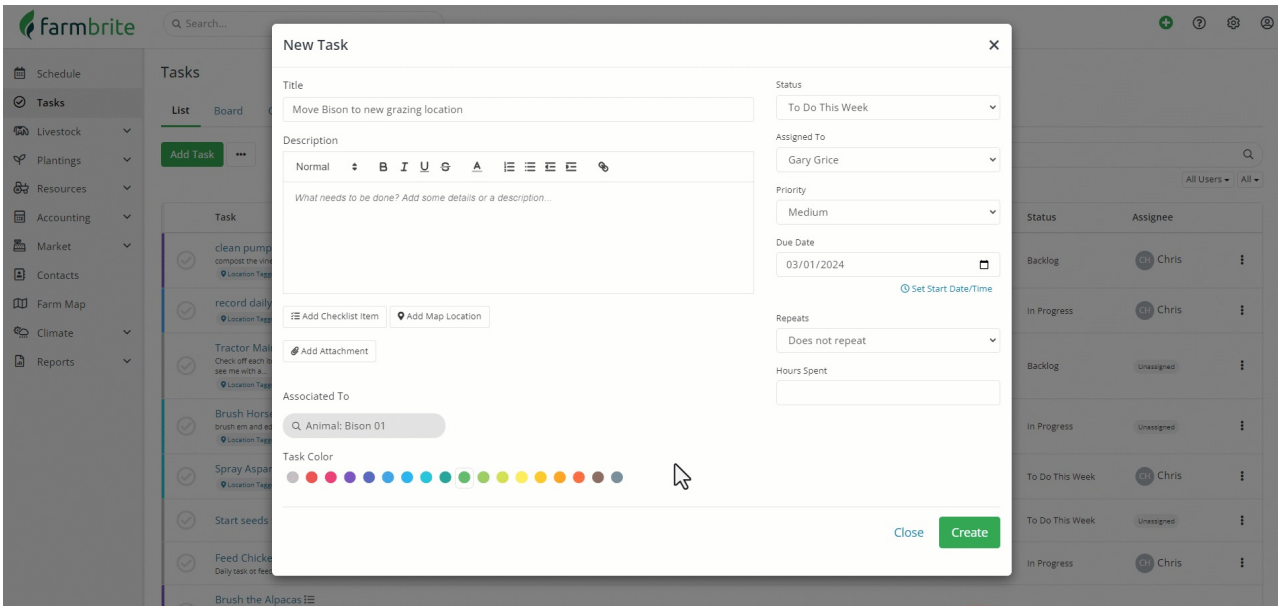 farmbrite
Search...
Schedule
Tasks
Livestock
Plantings
Resources
Accounting
Market
Contacts
Farm Map
Climate
Reports
Tasks
List
Board
Add Task
All Users
All
Task
Status
Assignee
clean pump
compost the vine
Location Tagg
Backlog
CH Chris
record daily
Location Tagg
In Progress
CH Chris
Tractor Mai
Check off each it
see me with a...
Location Tagg
Backlog
Unassigned
Brush Horse
brush em and ed
Location Tagg
In Progress
Unassigned
Spray Aspar
Location Tagg
To Do This Week
CH Chris
Start seeds
To Do This Week
Unassigned
Feed Chicke
Daily task ot feed
In Progress
CH Chris
Brush the Alpacas
New Task
Title
Move Bison to new grazing location
Description
Normal B I U S A
What needs to be done? Add some details or a description...
Add Checklist Item
Add Map Location
Add Attachment
Associated To
Animal: Bison 01
Task Color
Status
To Do This Week
Assigned To
Gary Grice
Priority
Medium
Due Date
03/01/2024
Set Start Date/Time
Repeats
Does not repeat
Hours Spent
Close
Create